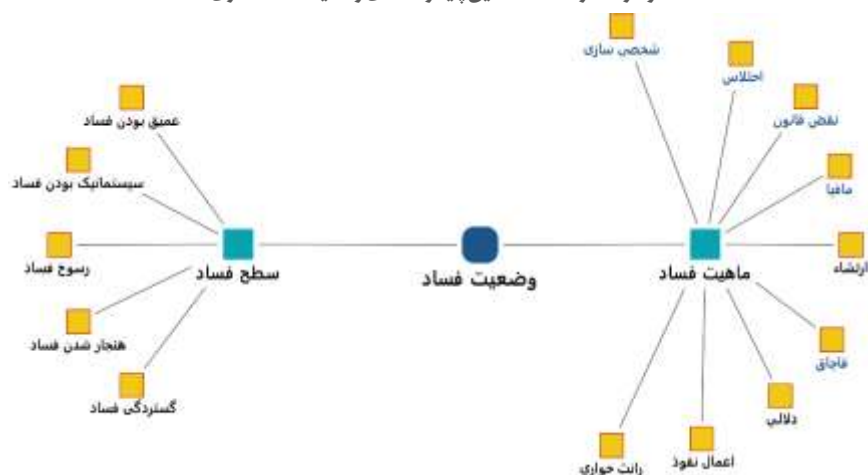 شخصی سازی
اختلاس
نقض قانون
مافیا
ارتشاء
قاچاق
دلالی
اعمال نفوذ
رانت خواری
ماهیت فساد
وضعیت فساد
سطح فساد
عمیق بودن فساد
سیستماتیک بودن فساد
رسوخ فساد
هنجار شدن فساد
گستردگی فساد